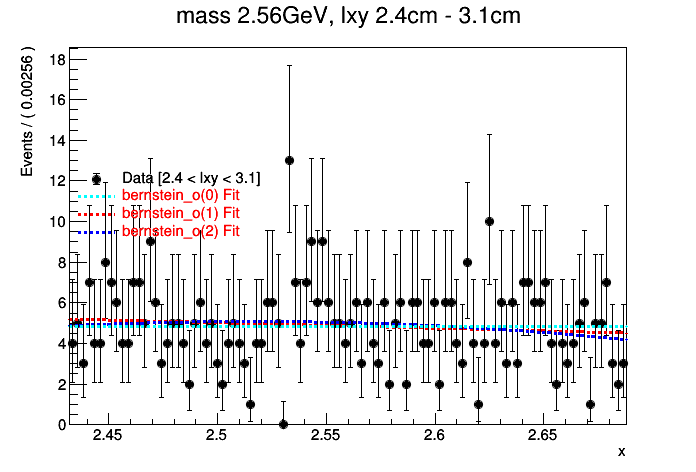 mass 2.56GeV, lxy 2.4cm - 3.1cm
Events / ( 0.00256 )
18
16
14
12
10
8
6
4
2
0
Data [2.4 < lxy < 3.1]
bernstein_o(0) Fit
bernstein_o(1) Fit
bernstein_o(2) Fit
2.45 2.5 2.55 2.6 2.65
x